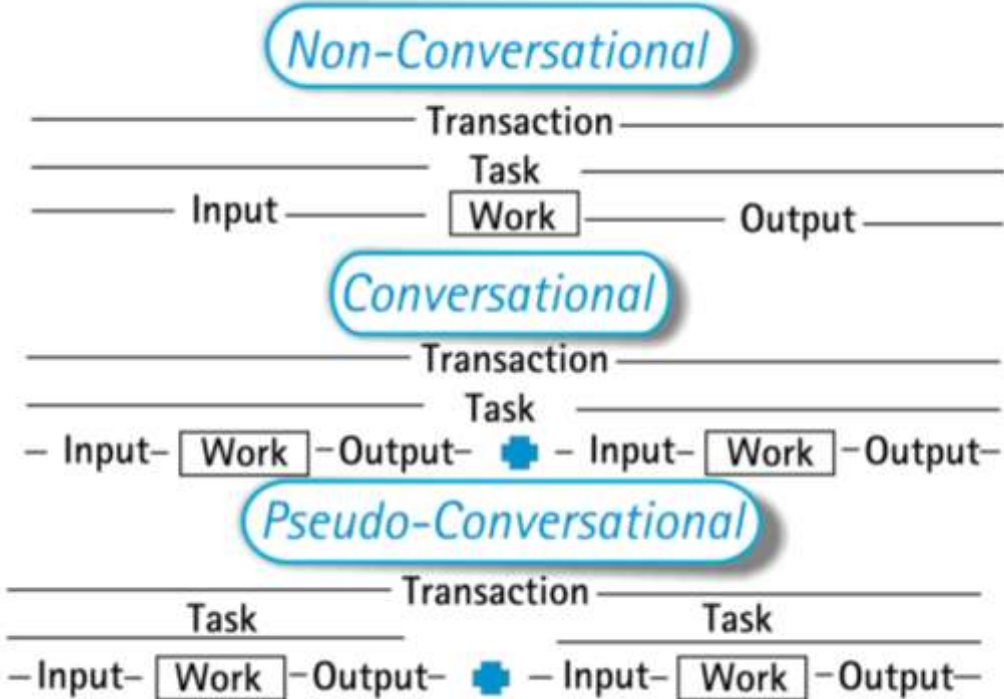 Non-Conversational
Transaction
Task
Input Work Output
Conversational
Transaction
Task
Input Work Output Input Work Output
Pseudo-Conversational
Transaction
Task Task
Input Work Output Input Work Output